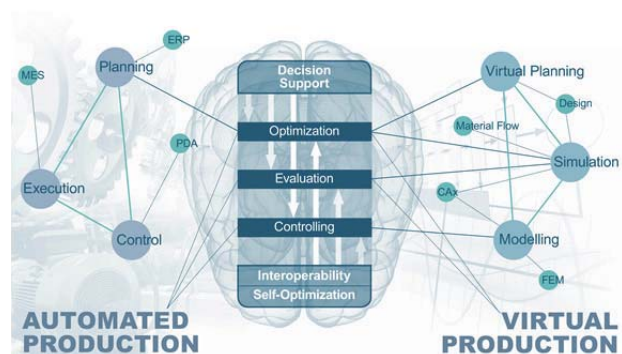 ERP
Planning
MES
PDA
Execution
Control
AUTOMATED
PRODUCTION
Decision
Support
Optimization
Evaluation
Controlling
Interoperability
Self-Optimization
Virtual Planning
Design
Material Flow
Simulation
CAx
Modelling
FEM
VIRTUAL
PRODUCTION